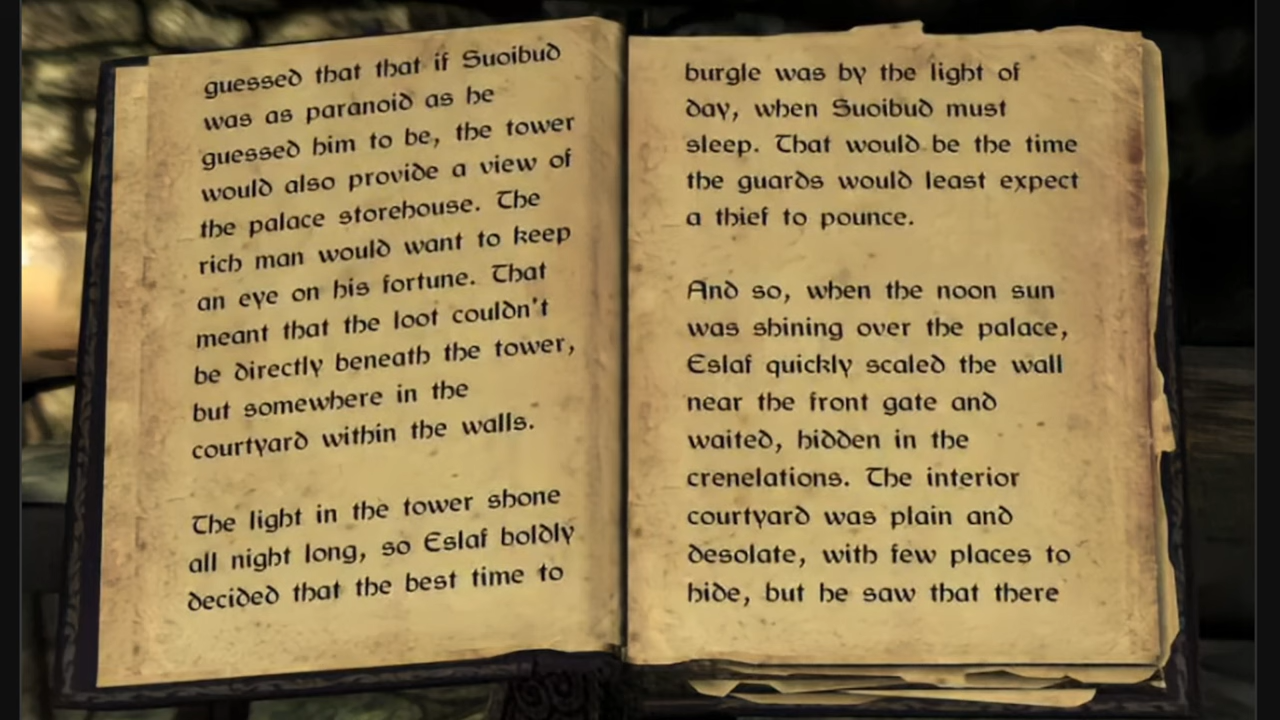 guessed that that if Suoibud
was as paranoid as he
guessed him to be, the tower
would also provide a view of
the palace storehouse. The
rich man would want to keep
an eye on his fortune. That
meant that the loot couldn't
be directly beneath the tower,
but somewhere in the
courtyard within the walls.
The light in the tower shone
all night long, so Eslaf boldly
decided that the best time to
burgle was by the light of
day, when Suoibud must
sleep. That would be the time
the guards would least expect
a thief to pounce.
And so, when the noon sun
was shining over the palace,
Eslaf quickly scaled the wall
near the front gate and
waited, hidden in the
crenelations. The interior
courtyard was plain and
desolate, with few places to
hide, but he saw that there